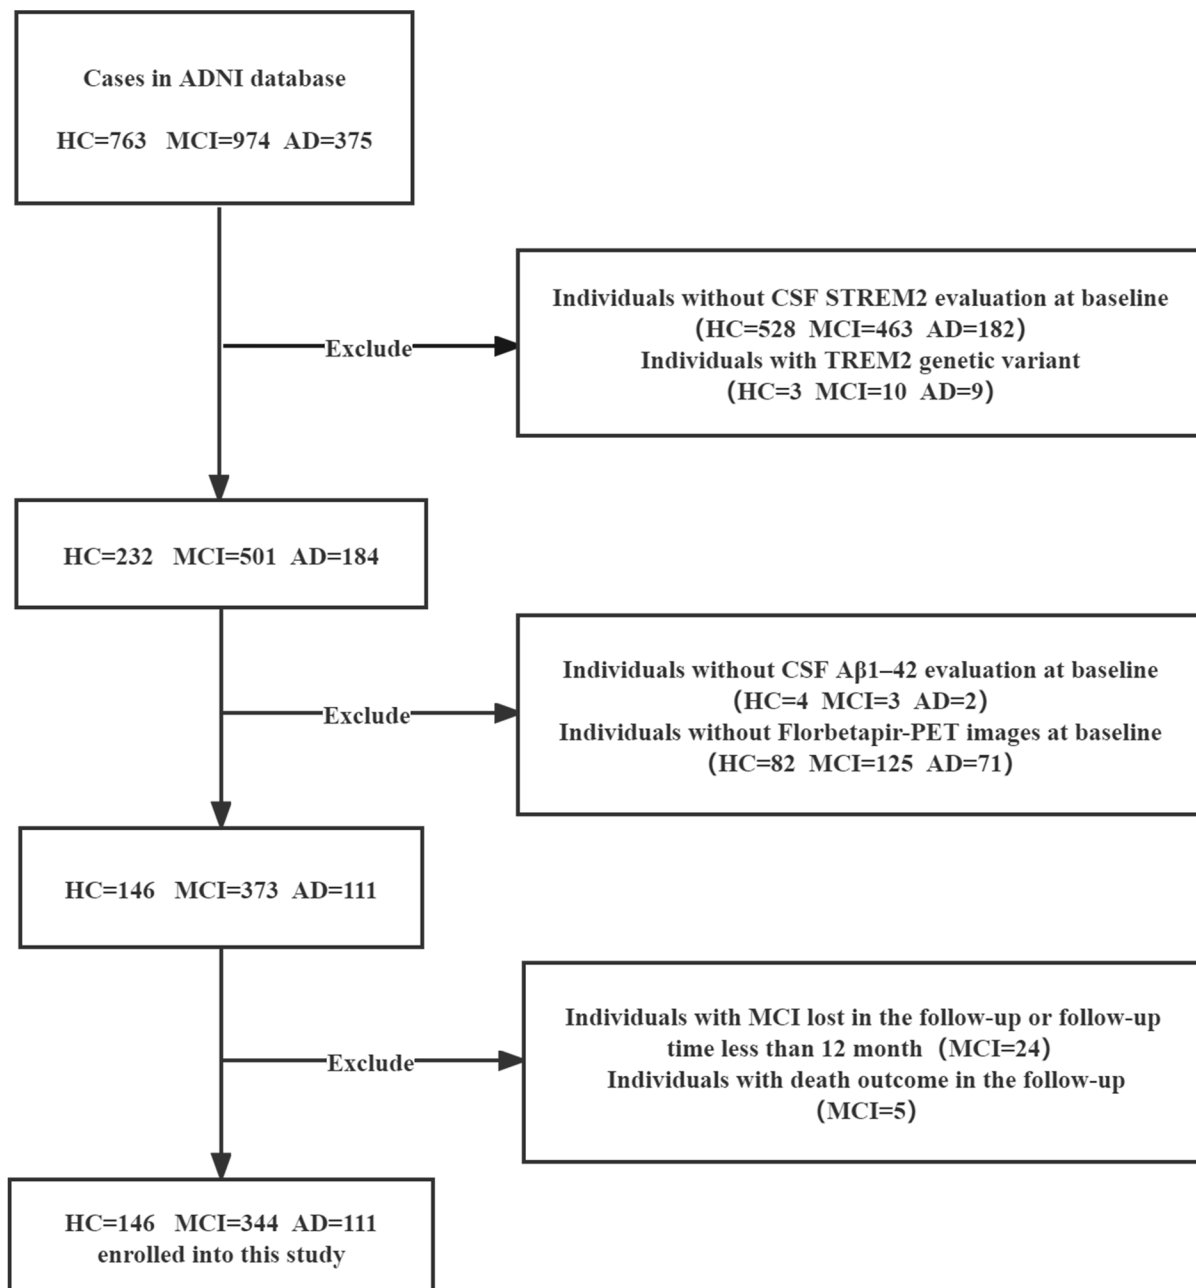 Cases in ADNI database
HC=763 MCI=974 AD=375
Individuals without CSF STREM2 evaluation at baseline
(HC=528 MCI=463 AD=182)
Individuals with TREM2 genetic variant
(HC=3 MCI=10 AD=9)
Exclude
HC=232 MCI=501 AD=184
Individuals without CSF Aβ1–42 evaluation at baseline
(HC=4 MCI=3 AD=2)
Individuals without Florbetapir-PET images at baseline
(HC=82 MCI=125 AD=71)
Exclude
HC=146 MCI=373 AD=111
Individuals with MCI lost in the follow-up or follow-up
time less than 12 month (MCI=24)
Individuals with death outcome in the follow-up
(MCI=5)
Exclude
HC=146 MCI=344 AD=111
enrolled into this study